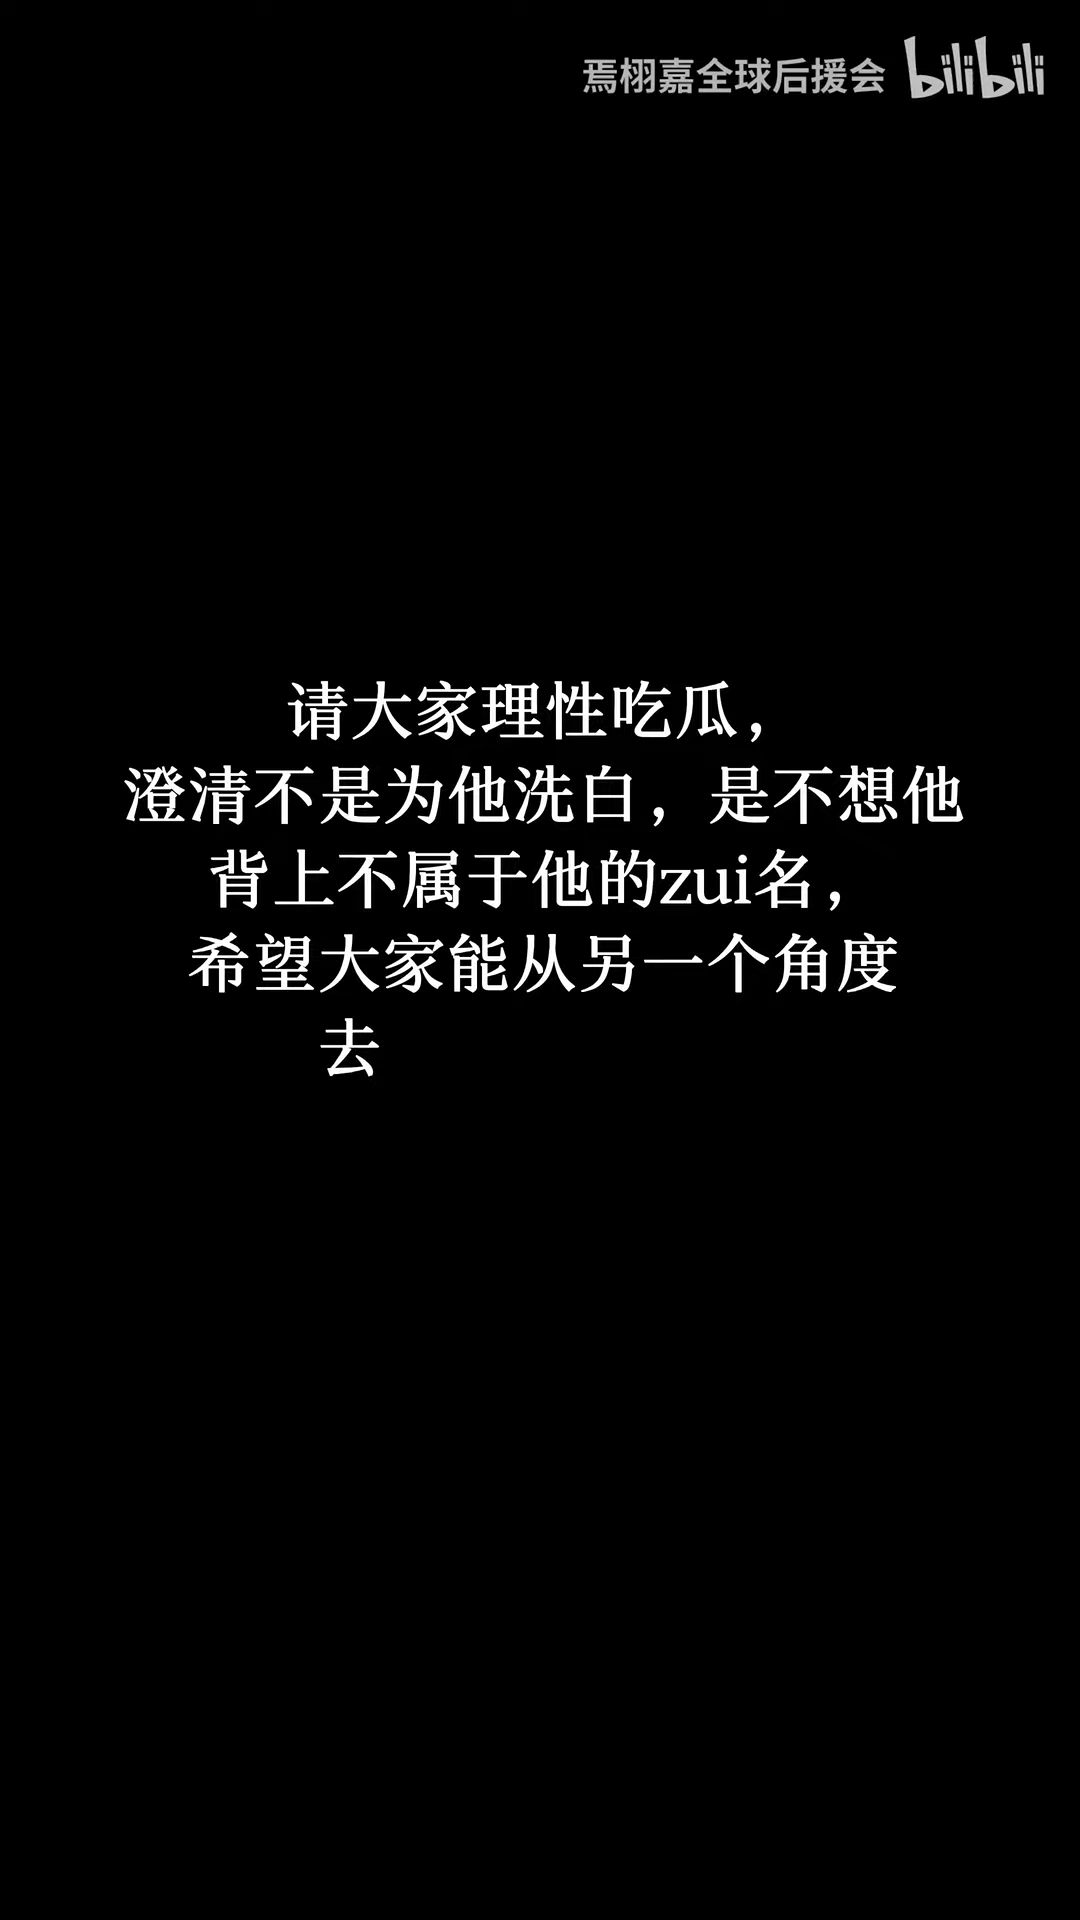 焉栩嘉全球后援会 bilibili
请大家理性吃瓜，
澄清不是为他洗白，是不想他
背上不属于他的zui名，
希望大家能从另一个角度
去